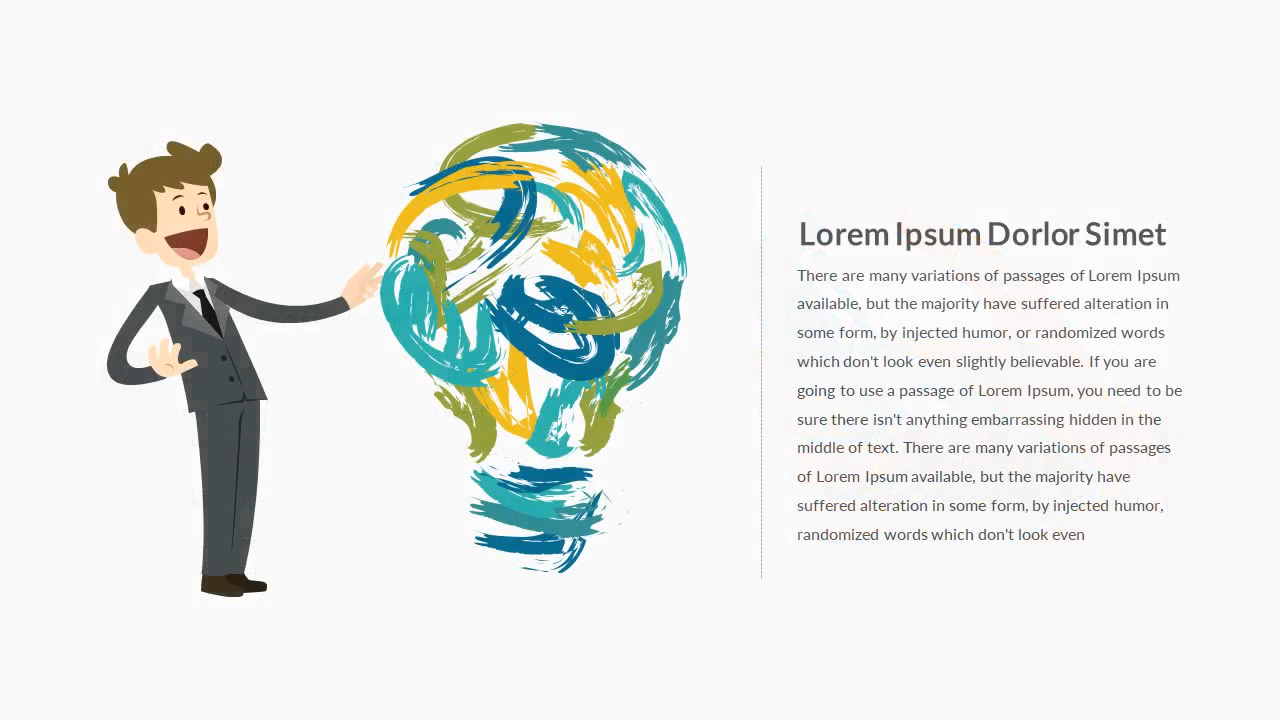 Lorem Ipsum Dorlor Simet
There are many variations of passages of Lorem Ipsum
available, but the majority have suffered alteration in
some form, by injected humor, or randomized words
which don't look even slightly believable. If you are
going to use a passage of Lorem Ipsum, you need to be
sure there isn't anything embarrassing hidden in the
middle of text. There are many variations of passages
of Lorem Ipsum available, but the majority have
suffered alteration in some form, by injected humor,
randomized words which don't look even